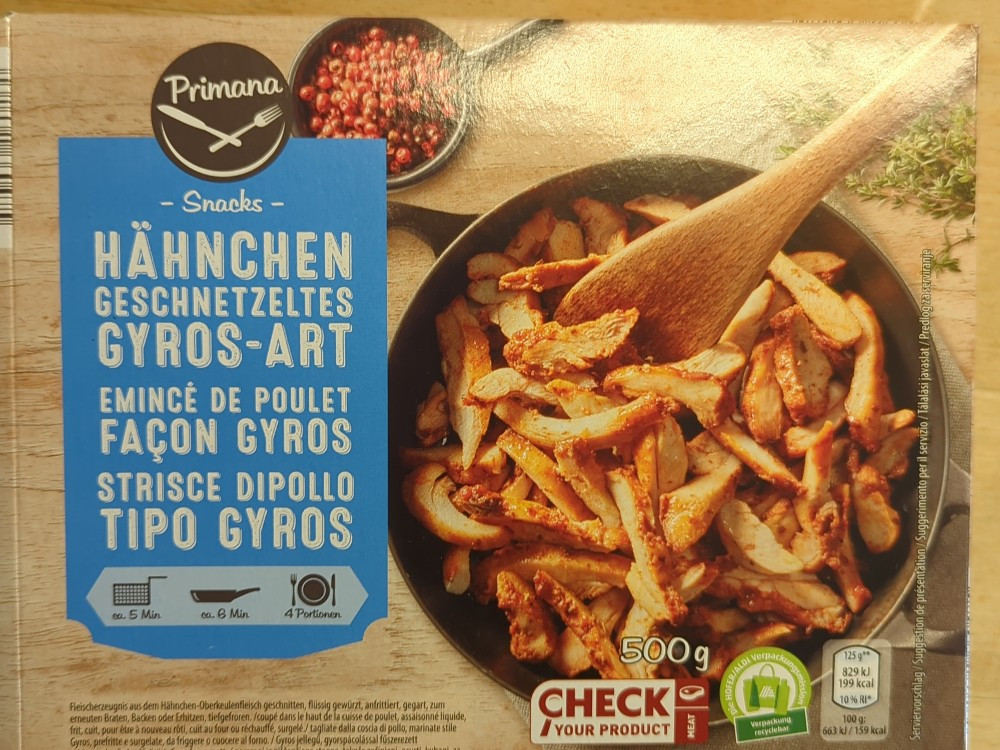 Primana
- Snacks -
HÄHNCHEN
GESCHNETZELTES
GYROS-ART
EMINCÉ DE POULET
FAÇON GYROS
STRISCE DIPOLLO
TIPO GYROS
ca. 5 Min.
ca. 6 Min
4 Portionen
500g
Fleischerzeugnis aus dem Hähnchen-Oberkeulenfleisch geschnitten, flüssig gewürzt, anfrittiert, gegart, zum
erneuten Braten, Backen oder Erhitzen, tiefgefroren. /coupé dans le haut de la cuisse de poulet, assaisonné liquide,
frit, cuit, pour être à nouveau rôti, cuit au four ou réchauffé, surgelé./ tagliate dalla coscia di pollo, marinate stile
Gyros, prefritte e surgelate, da friggere o cuocere al forno. / Gyros jellegű, gyrospácolással fűszerezett
CHECK
YOUR PRODUCT
MEAT
Die HOFER/ALDI Verpackungsmission
Verpackung
recyclebar
125 g**
829 kJ
199 kcal
10 % RI*
100 g:
663 kJ / 159 kcal
Serviervorschlag / Suggestion de présentation / Suggerimento per il servizio / Tálalási javaslat / Predlog za serviranje